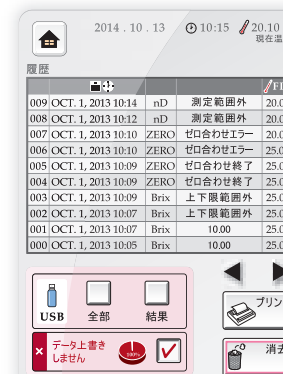 2014 . 10 . 13 10:15 20.10
現在温
履歴
FI
009 OCT. 1, 2013 10:14 nD 測定範囲外 20.0
008 OCT. 1, 2013 10:12 nD 測定範囲外 20.0
007 OCT. 1, 2013 10:10 ZERO ゼロ合わせエラー 20.0
006 OCT. 1, 2013 10:10 ZERO ゼロ合わせエラー 25.0
005 OCT. 1, 2013 10:09 ZERO ゼロ合わせ終了 25.0
004 OCT. 1, 2013 10:09 ZERO ゼロ合わせ終了 25.0
003 OCT. 1, 2013 10:09 Brix 上下限範囲外 25.0
002 OCT. 1, 2013 10:07 Brix 上下限範囲外 25.0
001 OCT. 1, 2013 10:07 Brix 10.00 25.0
000 OCT. 1, 2013 10:05 Brix 10.00 25.0
USB 全部 結果
プリン
データ上書き
しません
100%
消去